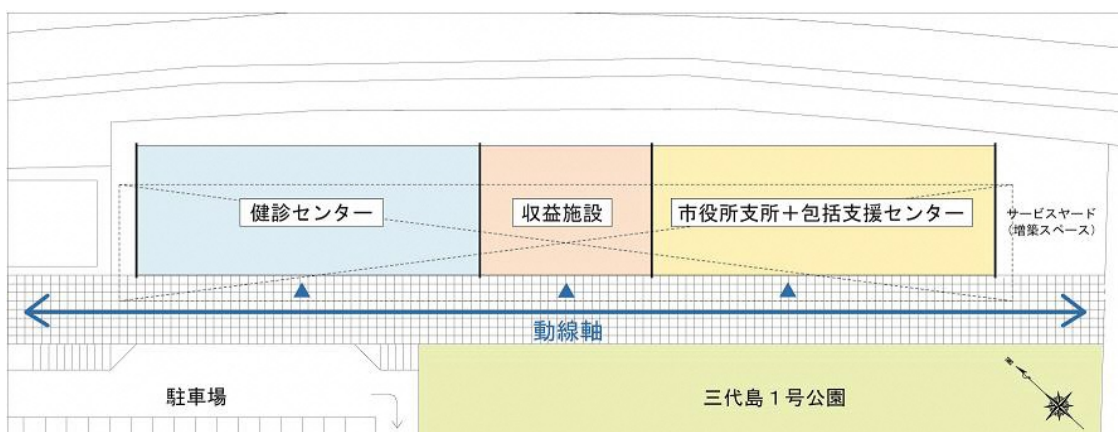 健診センター
収益施設
市役所支所＋包括支援センター
サービスヤード
（増築スペース）
動線軸
駐車場
三代島１号公園